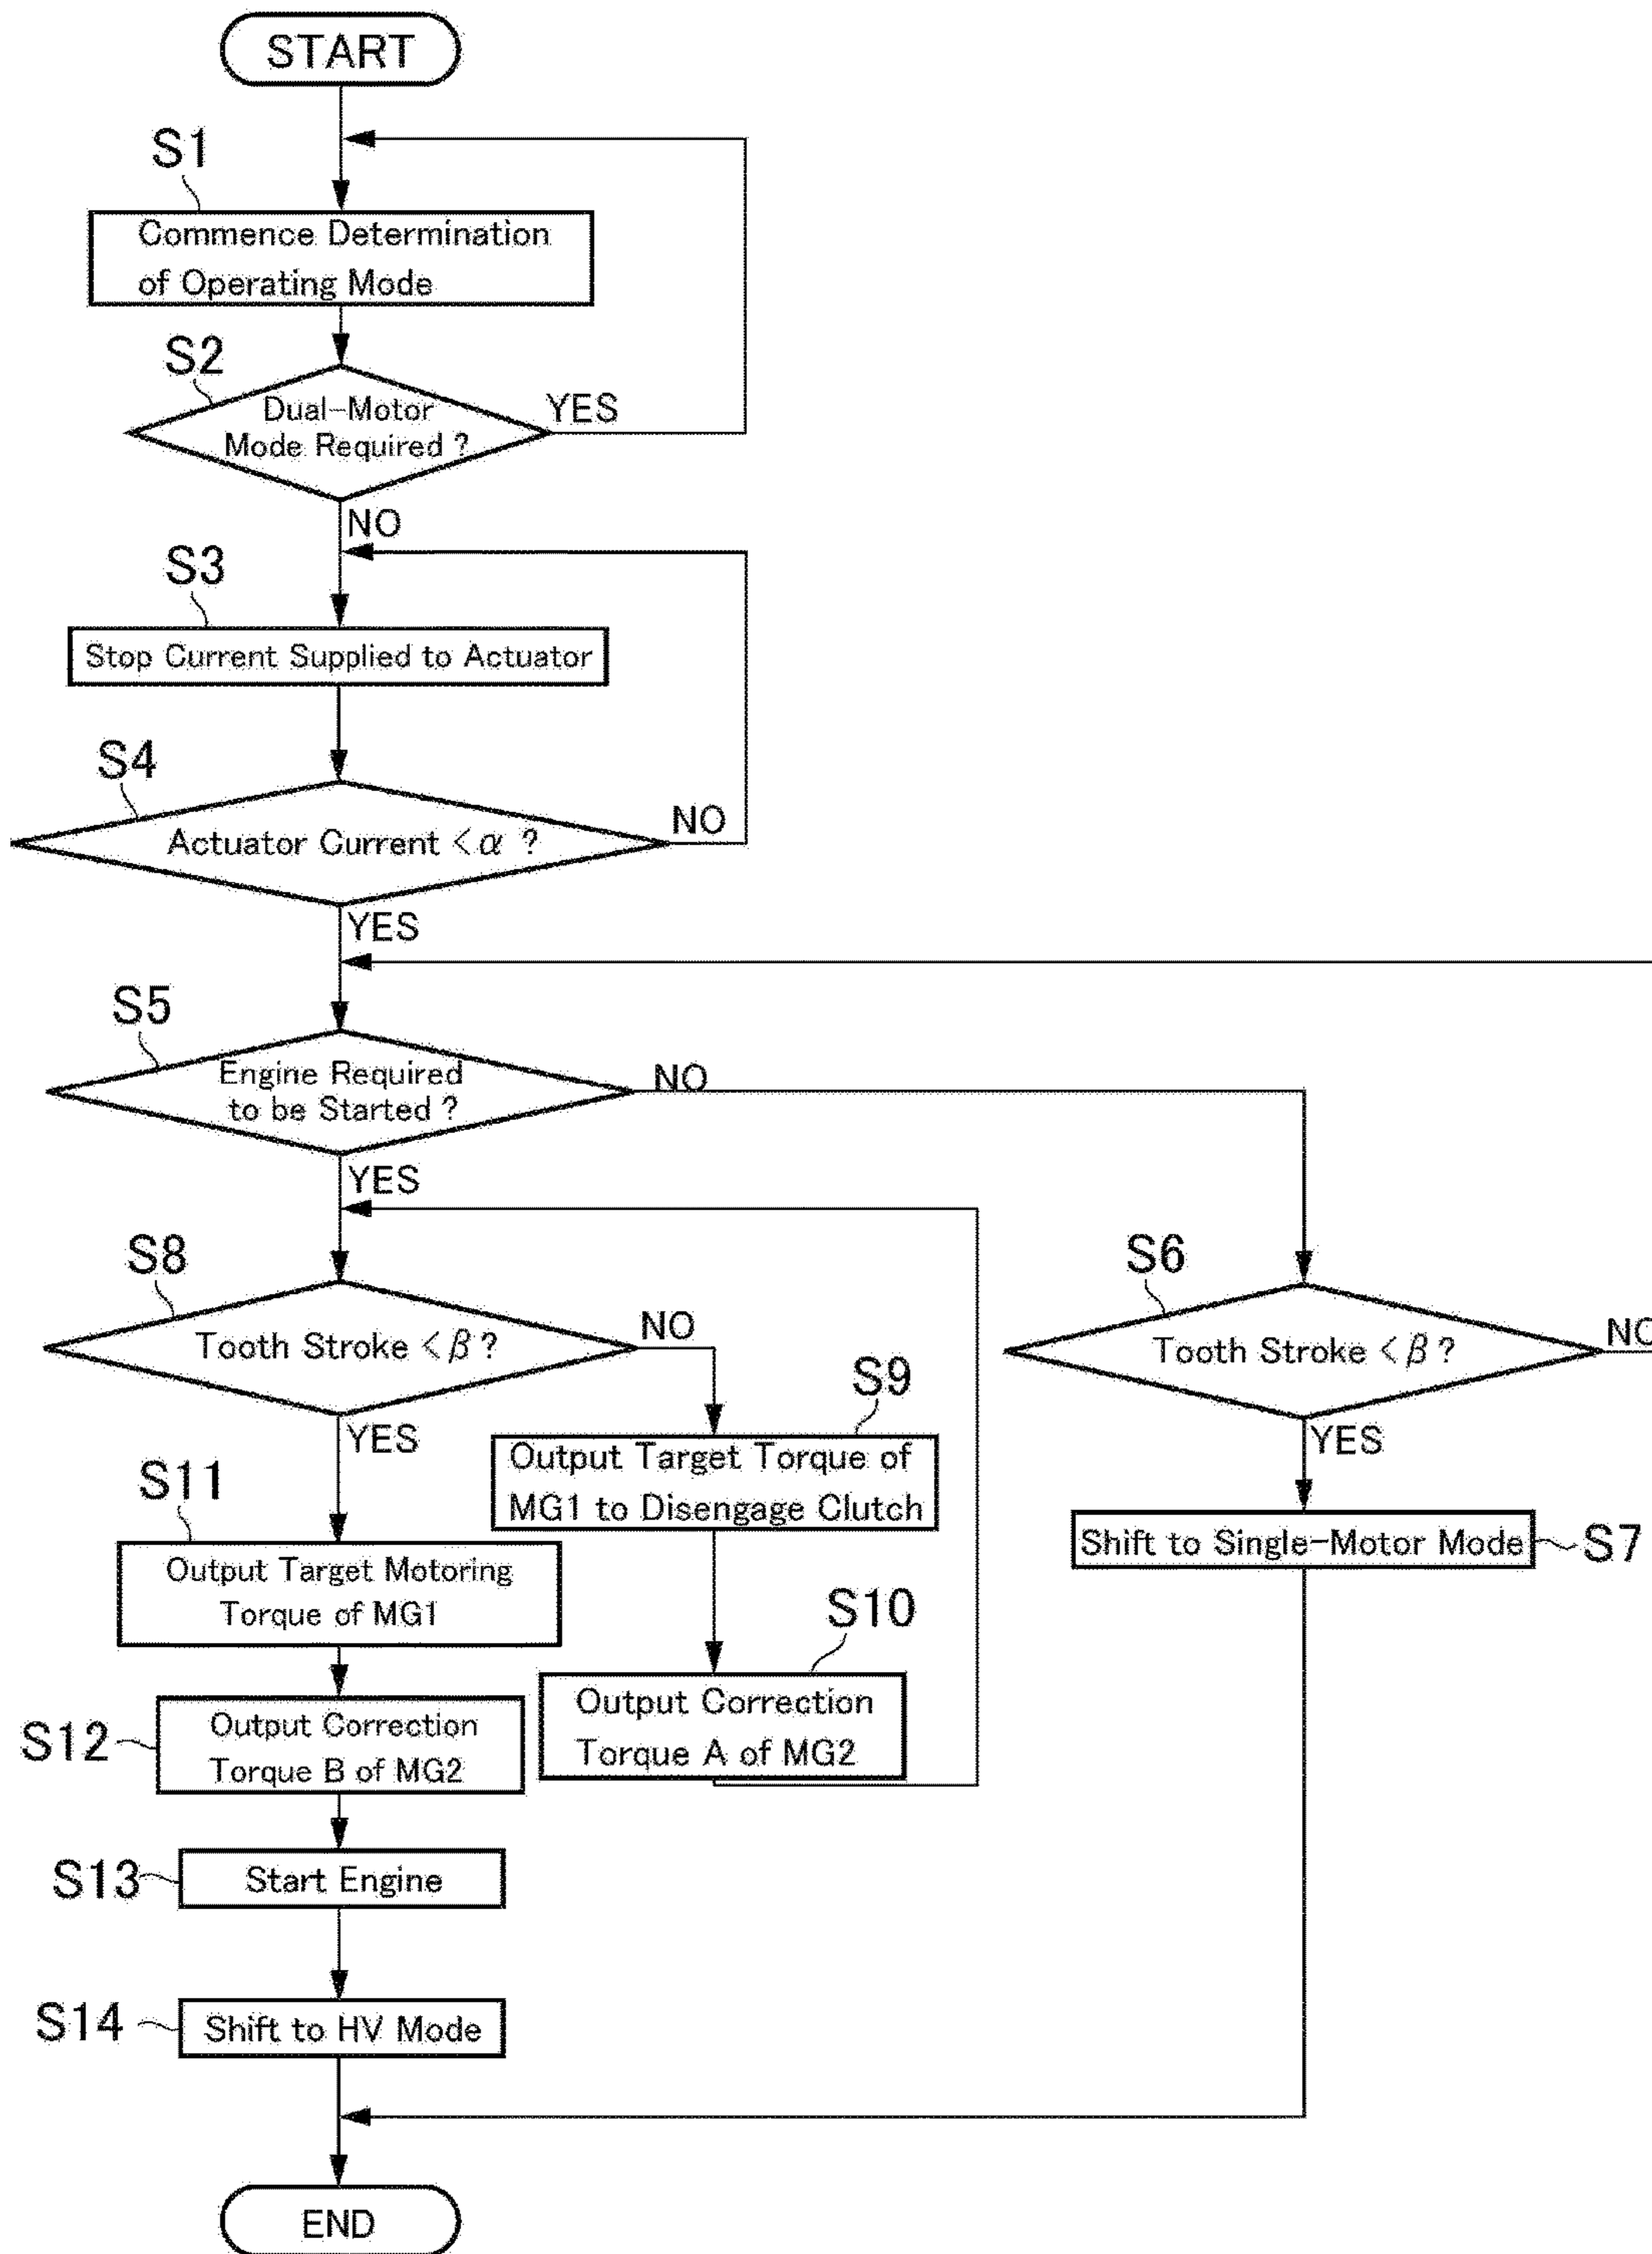 START
S1
Commence Determination
of Operating Mode
S2
Dual-Motor
Mode Required ?
YES
NO
S3
Stop Current Supplied to Actuator
S4
Actuator Current < α ?
NO
YES
S5
Engine Required
to be Started ?
NO
YES
S8
Tooth Stroke < β ?
NO
YES
S6
Tooth Stroke < β ?
NO
YES
S9
Output Target Torque of
MG1 to Disengage Clutch
S11
Output Target Motoring
Torque of MG1
Shift to Single-Motor Mode
S7
S10
Output Correction
Torque A of MG2
S12
Output Correction
Torque B of MG2
S13
Start Engine
S14
Shift to HV Mode
END